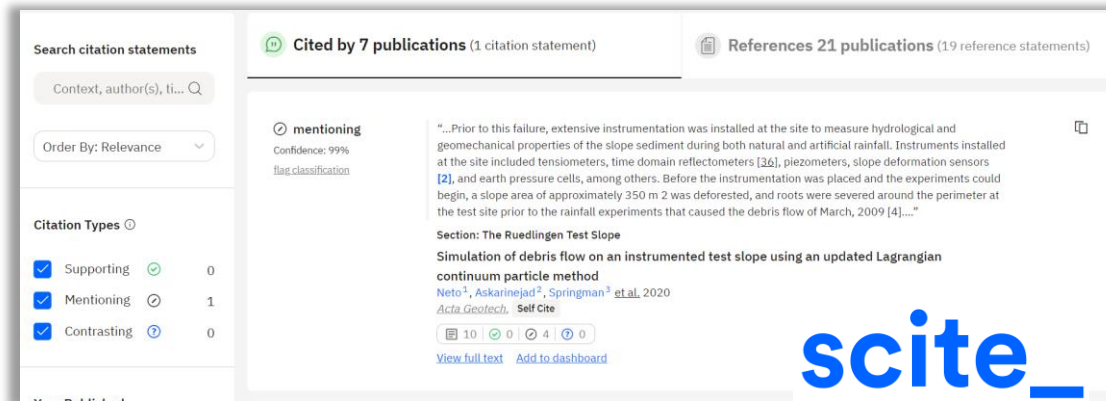 Search citation statements
Context, author(s), ti...
Order By: Relevance
Citation Types
Supporting 0
Mentioning 1
Contrasting 0
Cited by 7 publications (1 citation statement)
References 21 publications (19 reference statements)
mentioning
Confidence: 99%
flag classification
"...Prior to this failure, extensive instrumentation was installed at the site to measure hydrological and
geomechanical properties of the slope sediment during both natural and artificial rainfall. Instruments installed
at the site included tensiometers, time domain reflectometers [36], piezometers, slope deformation sensors
[2], and earth pressure cells, among others. Before the instrumentation was placed and the experiments could
begin, a slope area of approximately 350 m 2 was deforested, and roots were severed around the perimeter at
the test site prior to the rainfall experiments that caused the debris flow of March, 2009 [4]...."
Section: The Ruedlingen Test Slope
Simulation of debris flow on an instrumented test slope using an updated Lagrangian
continuum particle method
Neto1, Askarinejad2, Springman3 et al. 2020
Acta Geotech. Self Cite
10 0 4 0
View full text Add to dashboard
scite_